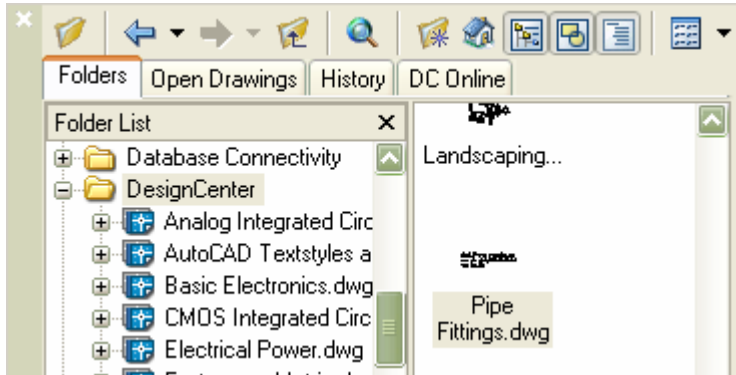 Folders Open Drawings History DC Online
Folder List
Database Connectivity
DesignCenter
Analog Integrated Circ
AutoCAD Textstyles a
Basic Electronics.dwg
CMOS Integrated Circ
Electrical Power.dwg
Landscaping...
Pipe
Fittings.dwg